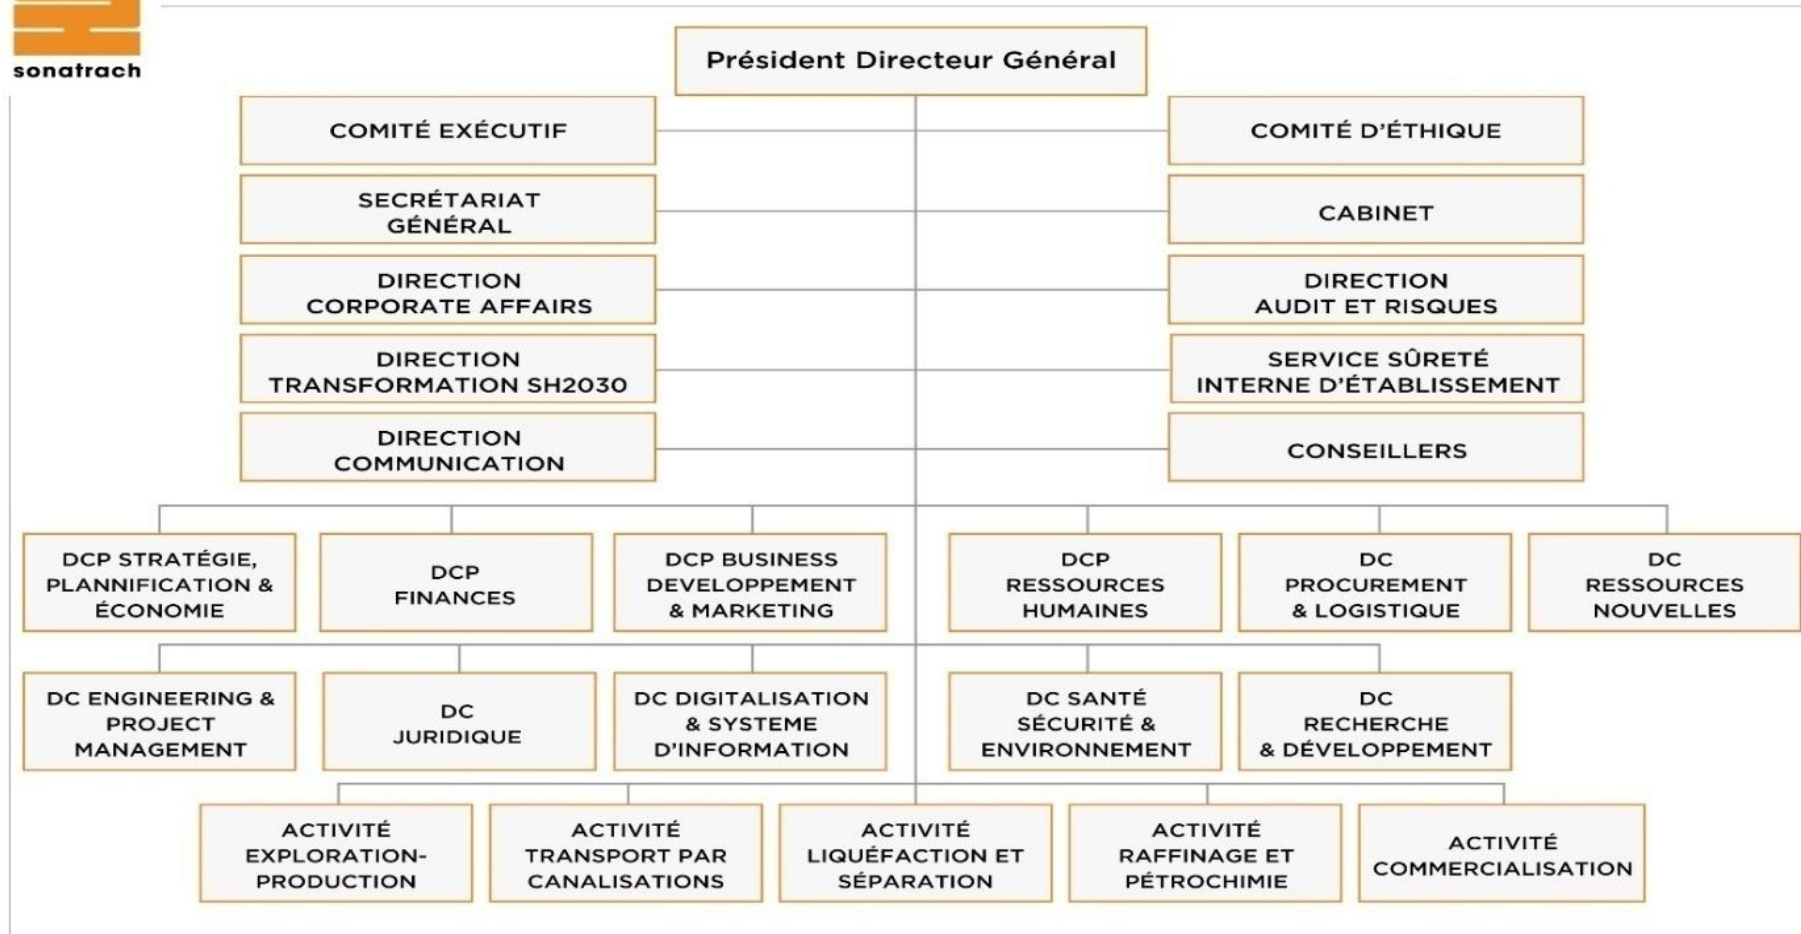 sonatrach
Président Directeur Général
COMITÉ EXÉCUTIF
COMITÉ D'ÉTHIQUE
SECRÉTARIAT
GÉNÉRAL
CABINET
DIRECTION
CORPORATE AFFAIRS
DIRECTION
AUDIT ET RISQUES
DIRECTION
TRANSFORMATION SH2030
SERVICE SÛRETÉ
INTERNE D'ÉTABLISSEMENT
DIRECTION
COMMUNICATION
CONSEILLERS
DCP STRATÉGIE,
PLANNIFICATION &
ÉCONOMIE
DCP
FINANCES
DCP BUSINESS
DEVELOPPEMENT
& MARKETING
DCP
RESSOURCES
HUMAINES
DC
PROCUREMENT
& LOGISTIQUE
DC
RESSOURCES
NOUVELLES
DC ENGINEERING &
PROJECT
MANAGEMENT
DC
JURIDIQUE
DC DIGITALISATION
& SYSTEME
D'INFORMATION
DC SANTÉ
SÉCURITÉ &
ENVIRONNEMENT
DC
RECHERCHE
& DÉVELOPPEMENT
ACTIVITÉ
EXPLORATION-
PRODUCTION
ACTIVITÉ
TRANSPORT PAR
CANALISATIONS
ACTIVITÉ
LIQUÉFACTION ET
SÉPARATION
ACTIVITÉ
RAFFINAGE ET
PÉTROCHIMIE
ACTIVITÉ
COMMERCIALISATION